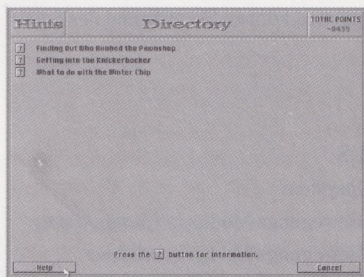 Hints
Directory
TOTAL POINTS
-0435
? Finding Out Who Robbed the Pawnshop
? Getting into the Knickerbocker
? What to do with the Winter Chip
Press the ? button for information.
Help
Cancel